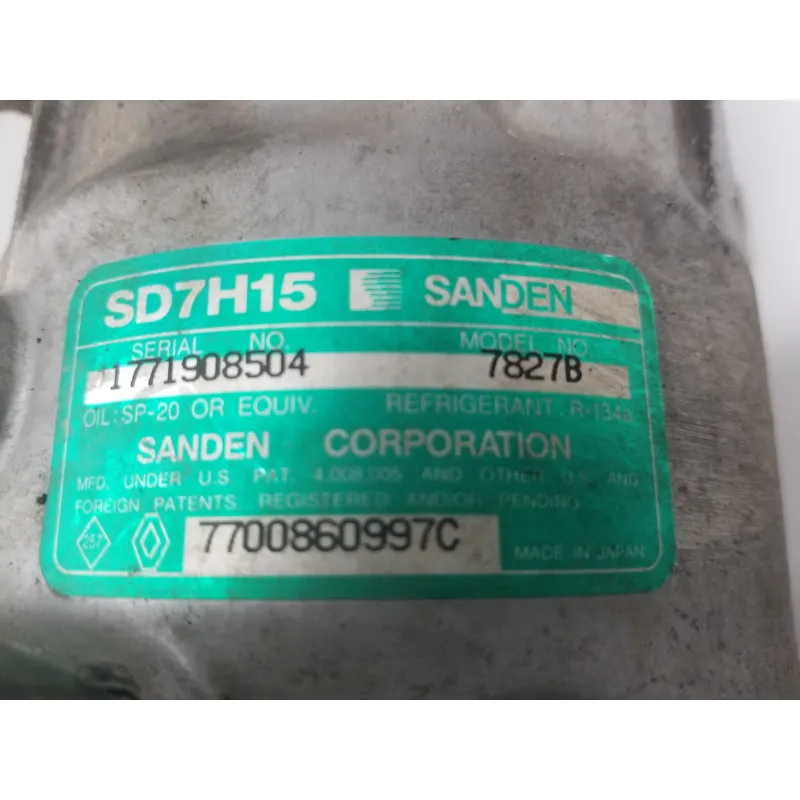 SD7H15 SANDEN
SERIAL NO. MODEL NO.
1771908504 7827B
OIL: SP-20 OR EQUIV. REFRIGERANT: R-134a
SANDEN CORPORATION
MFD. UNDER U.S. PAT. 4.008.005 AND OTHER U.S. AND
FOREIGN PATENTS REGISTERED AND/OR PENDING
257 7700860997C MADE IN JAPAN